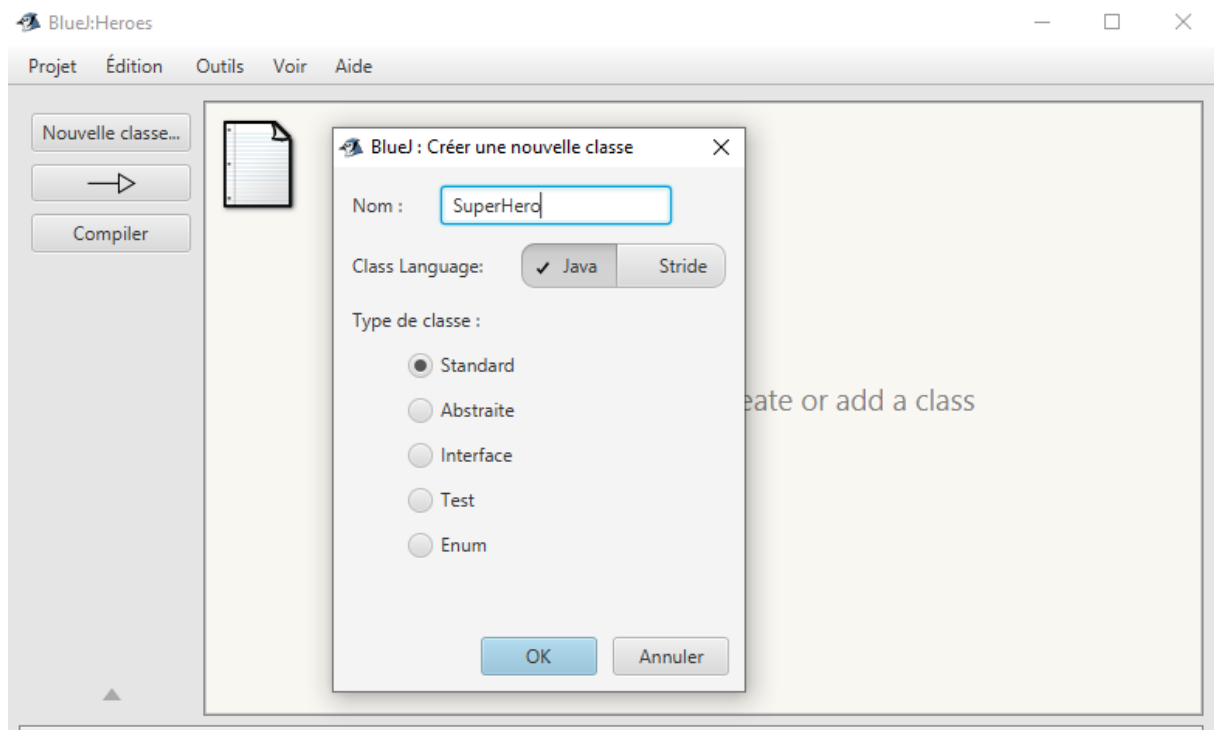 BlueJ:Heroes
Projet Édition Outils Voir Aide
Nouvelle classe...
Compiler
BlueJ : Créer une nouvelle classe
Nom : SuperHero
Class Language: Java Stride
Type de classe :
Standard
Abstraite
eate or add a class
Interface
Test
Enum
OK Annuler